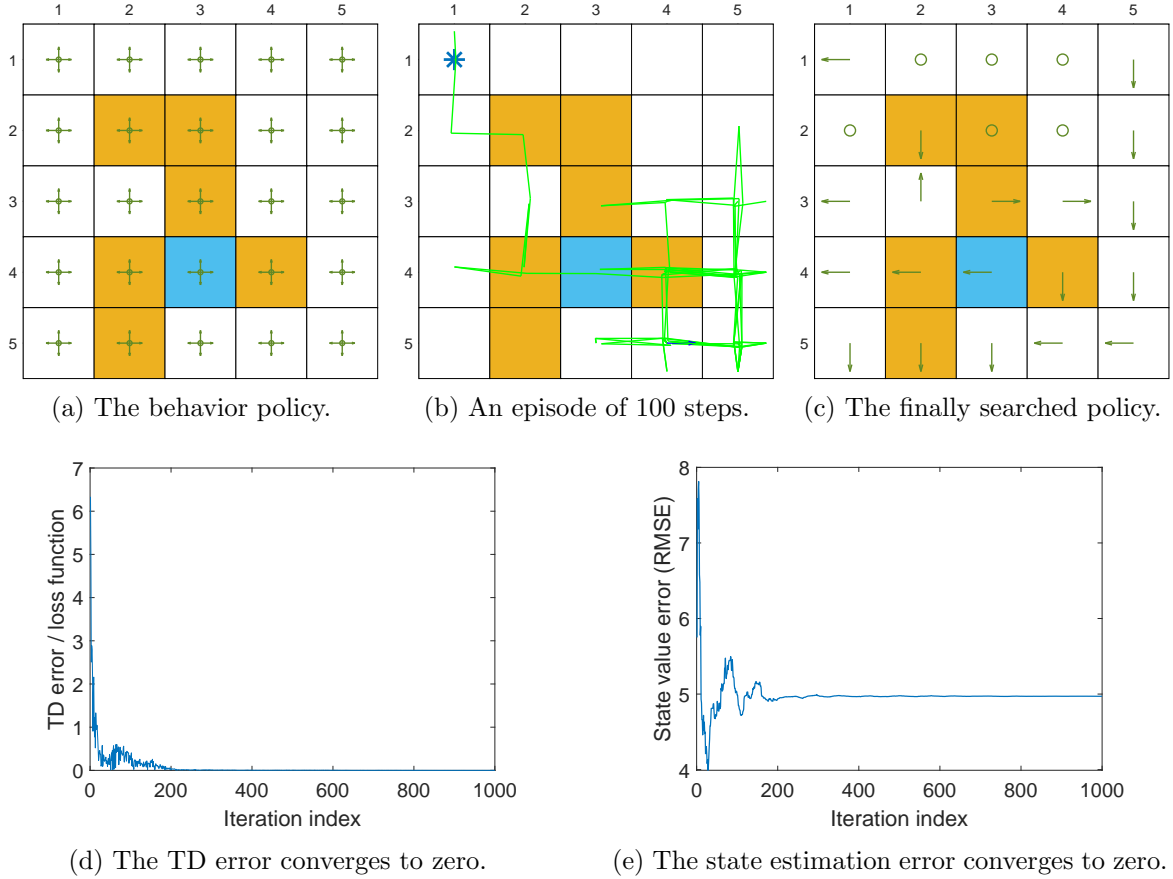 1 2 3 4 5
1
2
3
4
5
1 2 3 4 5
1
2
3
4
5
1 2 3 4 5
1
2
3
4
5
(a) The behavior policy.
(b) An episode of 100 steps.
(c) The finally searched policy.
7
6
5
4
3
2
1
0
TD error / loss function
0 200 400 600 800 1000
Iteration index
8
7
6
5
4
State value error (RMSE)
0 200 400 600 800 1000
Iteration index
(d) The TD error converges to zero.
(e) The state estimation error converges to zero.